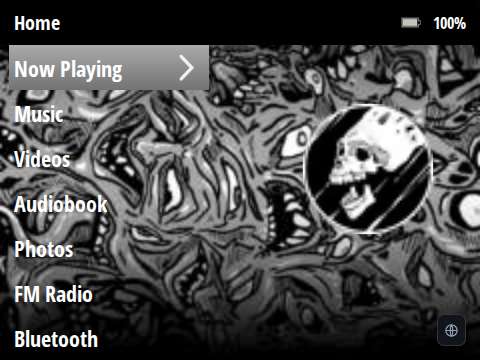 Home
100%
Now Playing
Music
Videos
Audiobook
Photos
FM Radio
Bluetooth